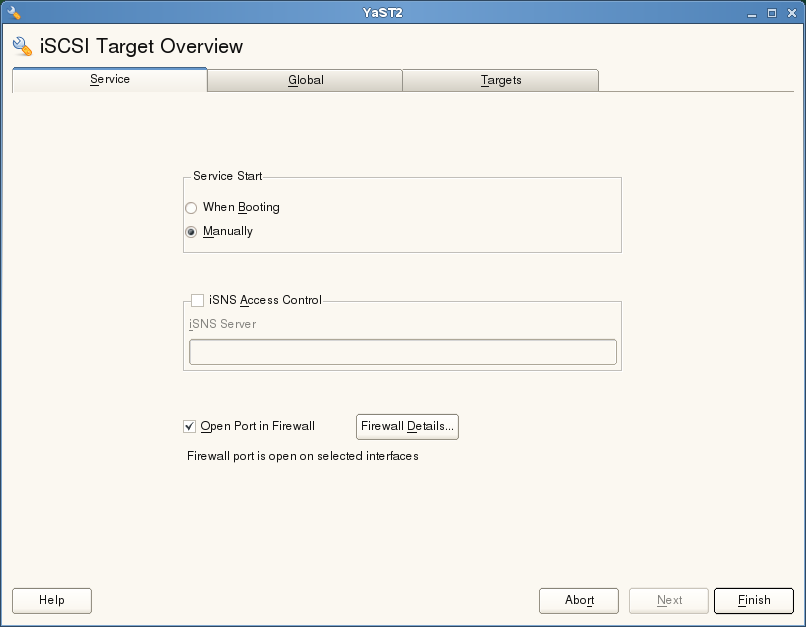 YaST2
iSCSI Target Overview
Service Global Targets
Service Start
When Booting
Manually
iSNS Access Control
iSNS Server
Open Port in Firewall Firewall Details...
Firewall port is open on selected interfaces
Help Abort Next Finish